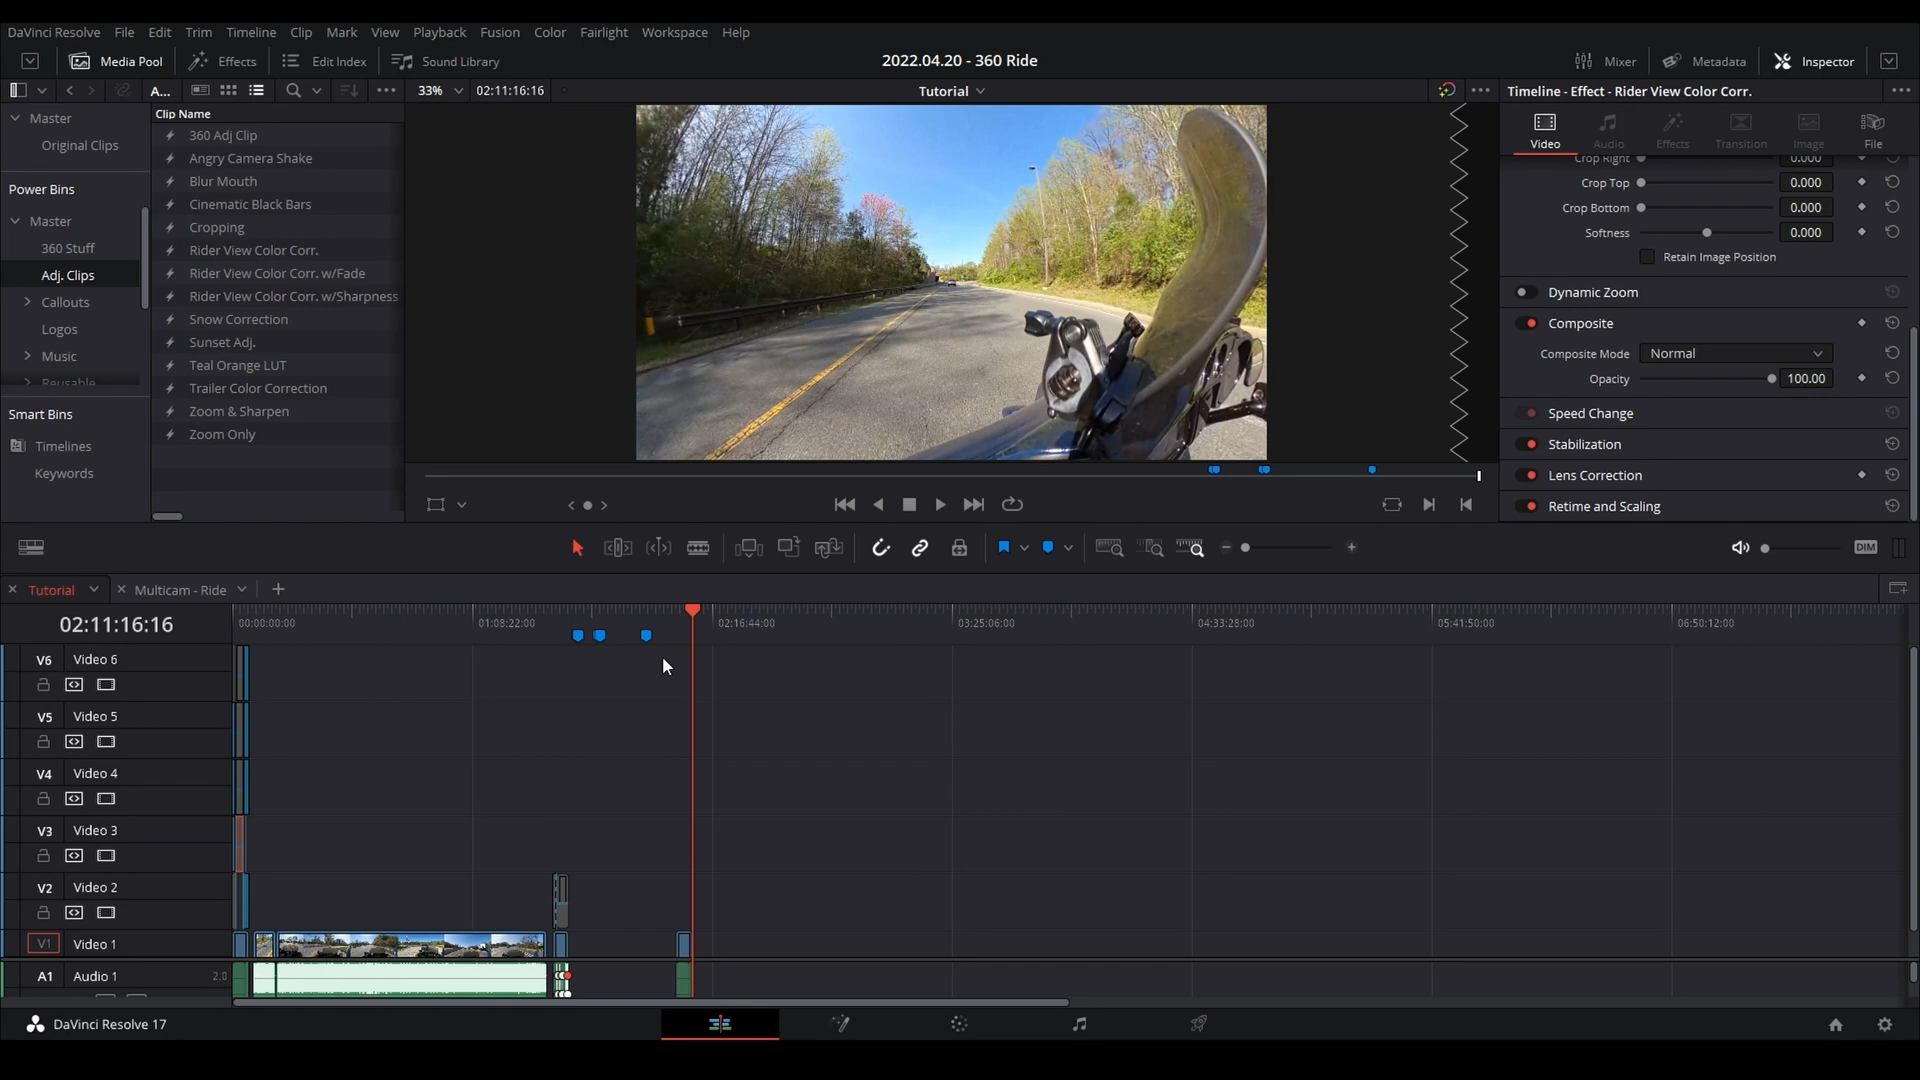 DaVinci Resolve File Edit Trim Timeline Clip Mark View Playback Fusion Color Fairlight Workspace Help
Media Pool Effects Edit Index Sound Library 2022.04.20 - 360 Ride Mixer Metadata Inspector
A... 33% 02:11:16:16 Tutorial Timeline - Effect - Rider View Color Corr.
Master
Original Clips
Power Bins
Master
360 Stuff
Adj. Clips
Callouts
Logos
Music
Reusable
Smart Bins
Timelines
Keywords
Clip Name
360 Adj Clip
Angry Camera Shake
Blur Mouth
Cinematic Black Bars
Cropping
Rider View Color Corr.
Rider View Color Corr. w/Fade
Rider View Color Corr. w/Sharpness
Snow Correction
Sunset Adj.
Teal Orange LUT
Trailer Color Correction
Zoom & Sharpen
Zoom Only
Video Audio Effects Transition Image File
Crop Right 0.000
Crop Top 0.000
Crop Bottom 0.000
Softness 0.000
Retain Image Position
Dynamic Zoom
Composite
Composite Mode Normal
Opacity 100.00
Speed Change
Stabilization
Lens Correction
Retime and Scaling
DIM
Tutorial Multicam - Ride
02:11:16:16 00:00:00:00 01:08:22:00 02:16:44:00 03:25:06:00 04:33:28:00 05:41:50:00 06:50:12:00
V6 Video 6
V5 Video 5
V4 Video 4
V3 Video 3
V2 Video 2
V1 Video 1
A1 Audio 1 2.0
DaVinci Resolve 17